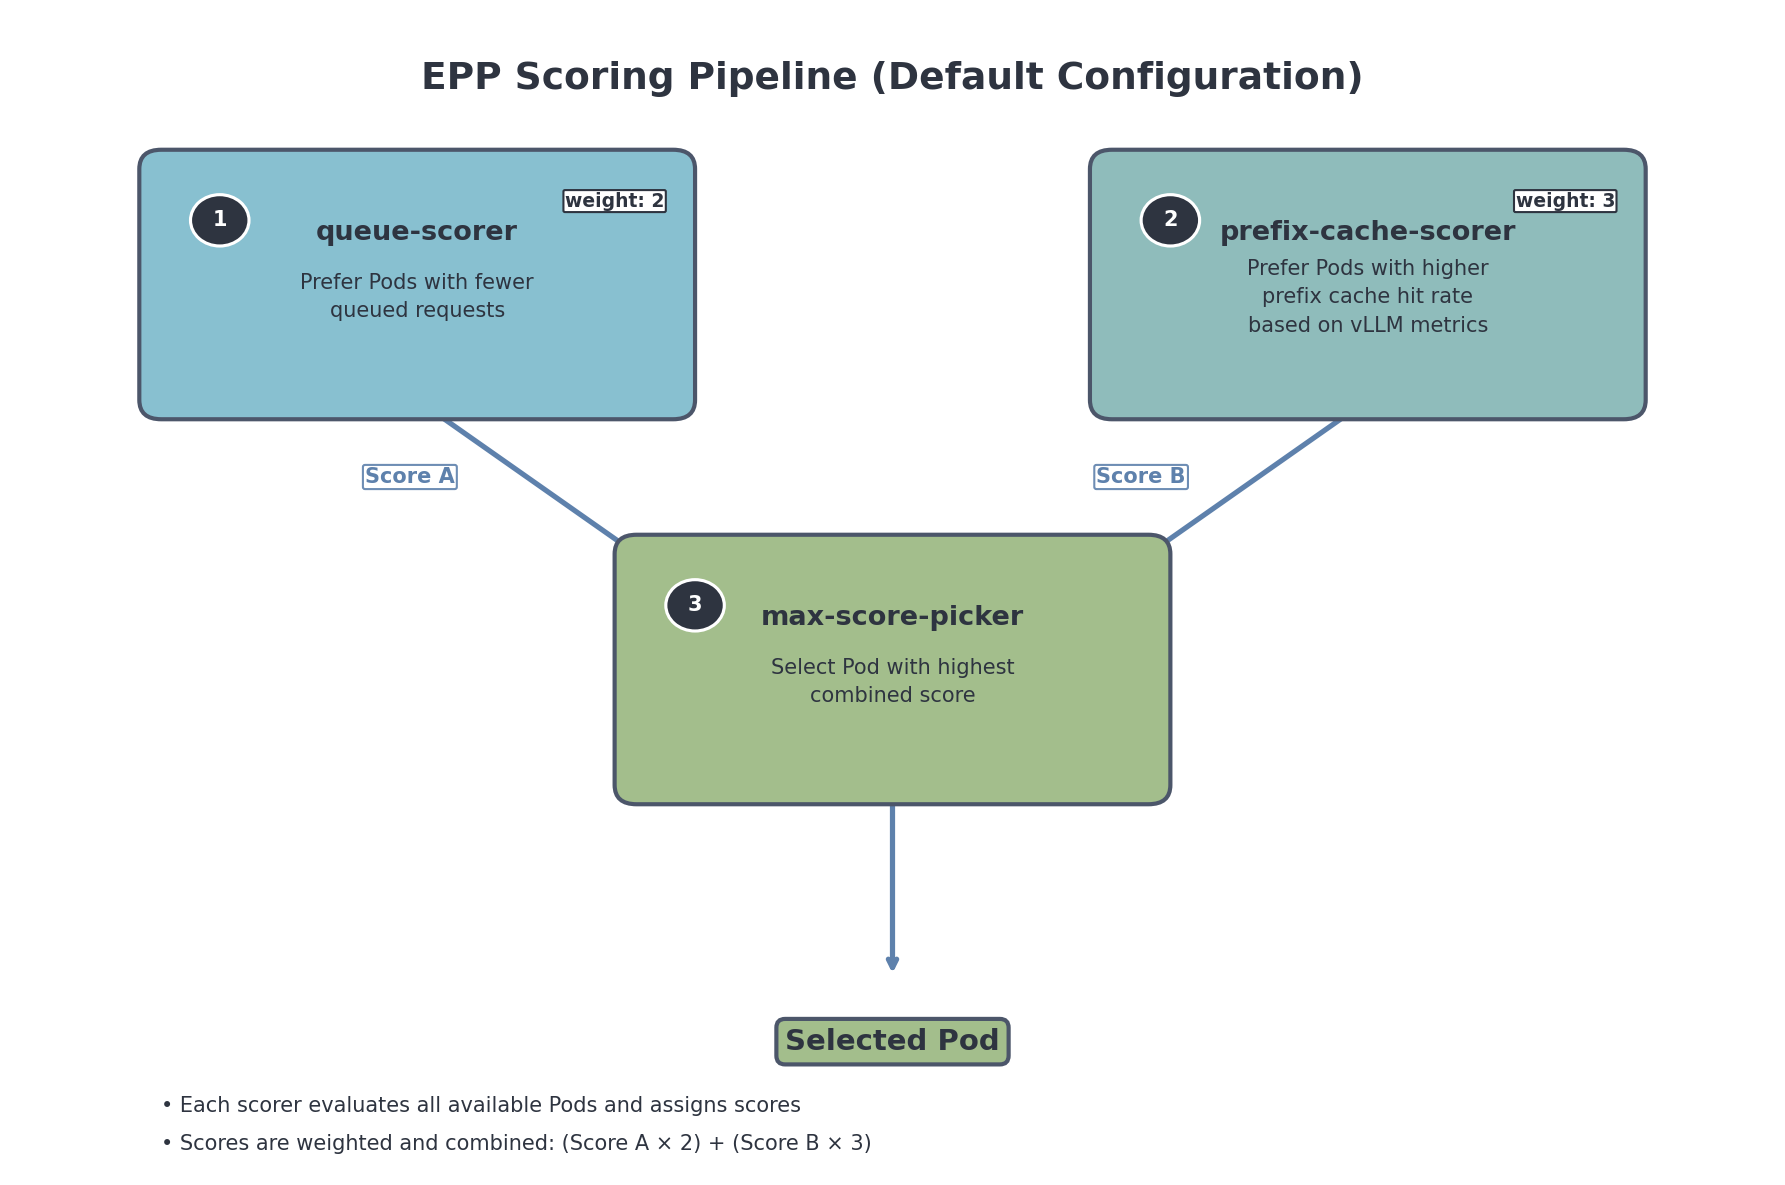 EPP Scoring Pipeline (Default Configuration)
1
queue-scorer
weight: 2
Prefer Pods with fewer
queued requests
2
prefix-cache-scorer
weight: 3
Prefer Pods with higher
prefix cache hit rate
based on vLLM metrics
Score A
Score B
3
max-score-picker
Select Pod with highest
combined score
Selected Pod
• Each scorer evaluates all available Pods and assigns scores
• Scores are weighted and combined: (Score A × 2) + (Score B × 3)